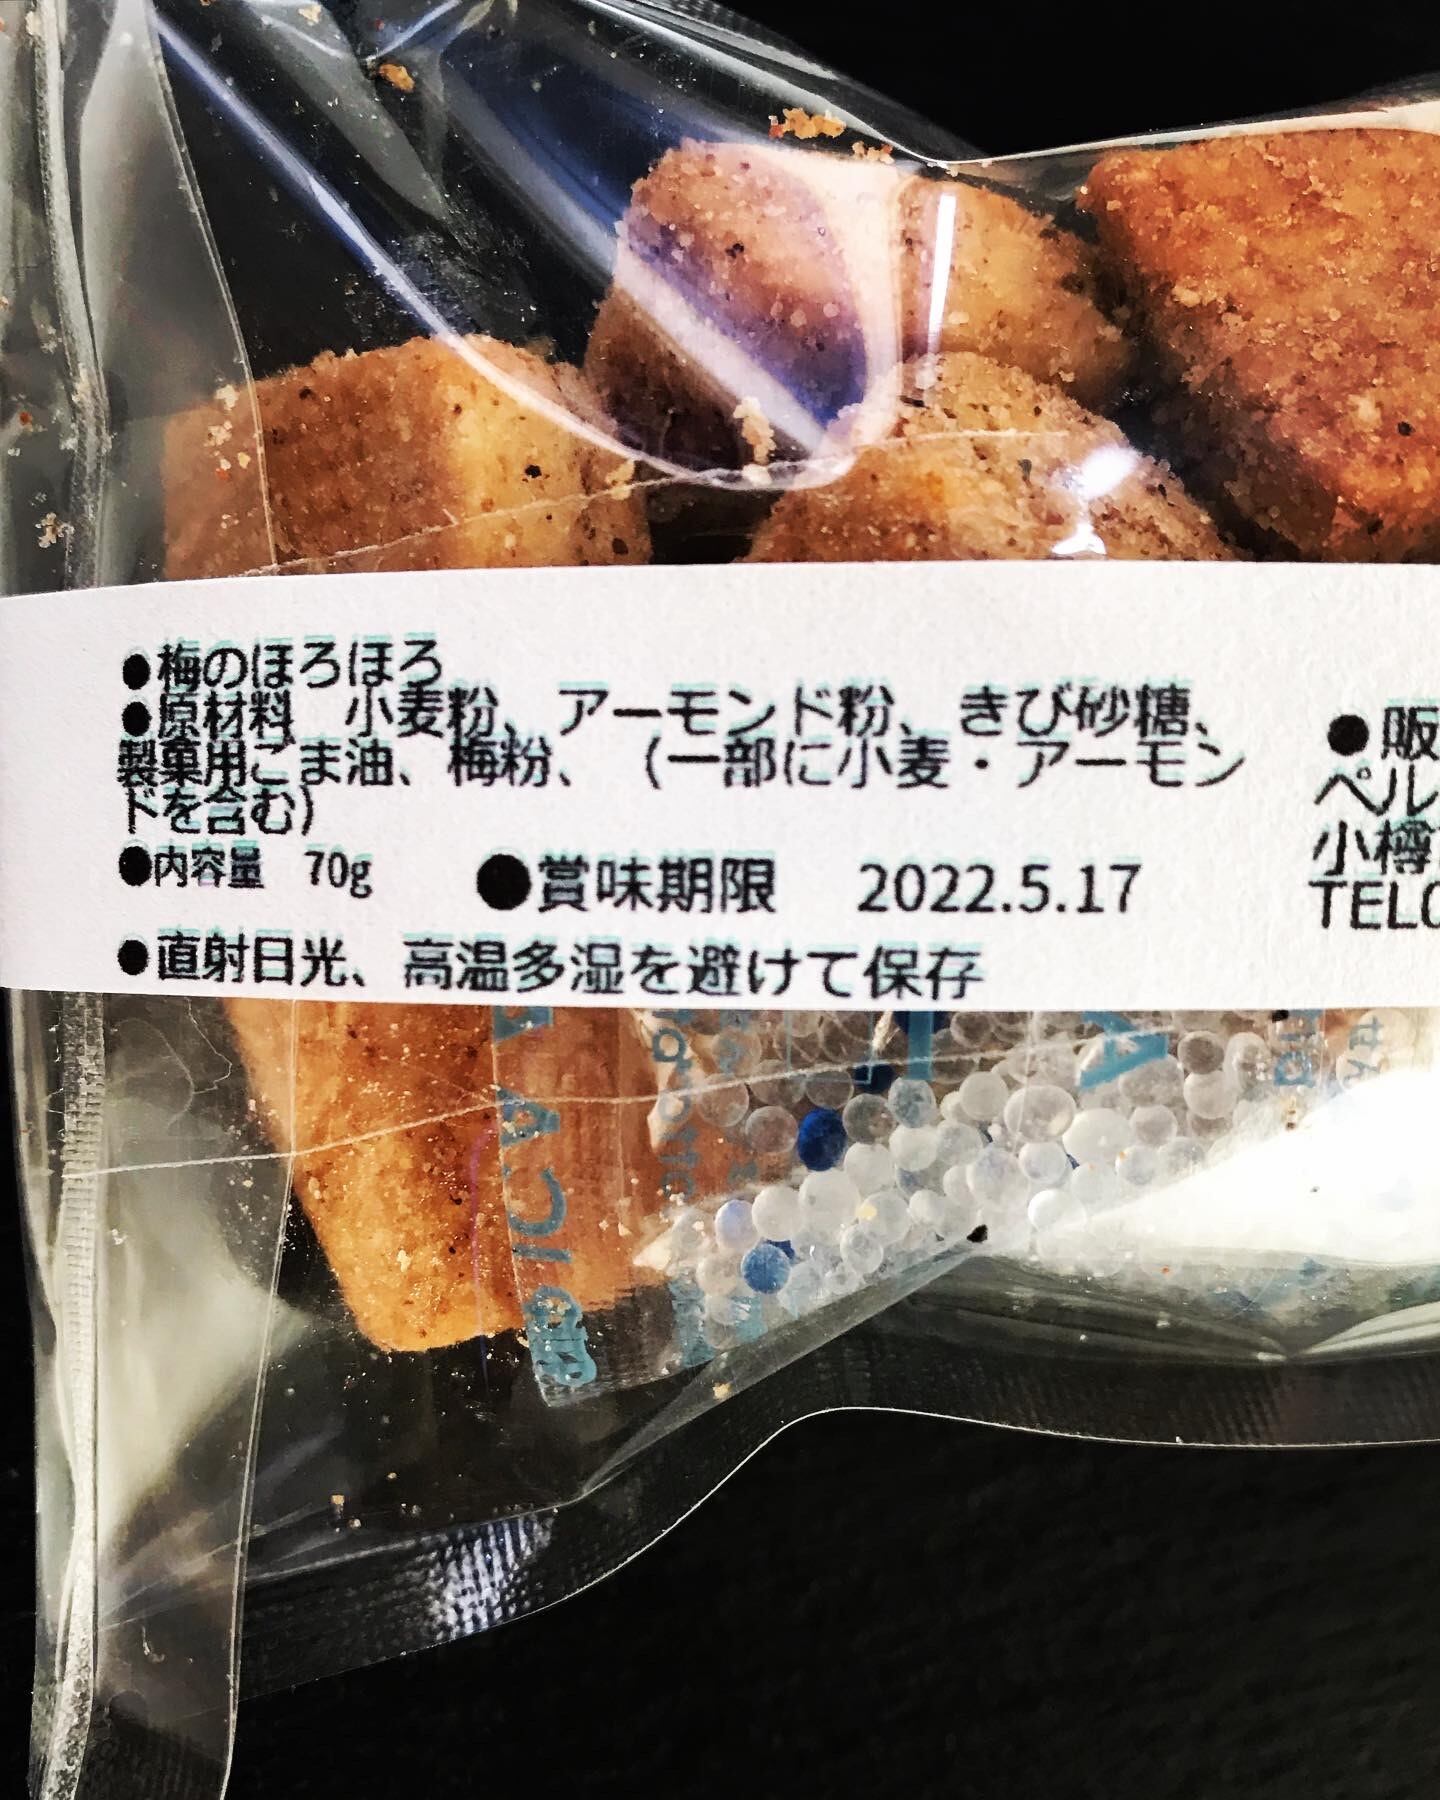 ●梅のほろほろ
●原材料　小麦粉、アーモンド粉、きび砂糖、
製菓用ごま油、梅粉、（一部に小麦・アーモン
ドを含む）
●内容量　70g　●賞味期限　2022.5.17
●直射日光、高温多湿を避けて保存
●販
ペル
小樽
TEL